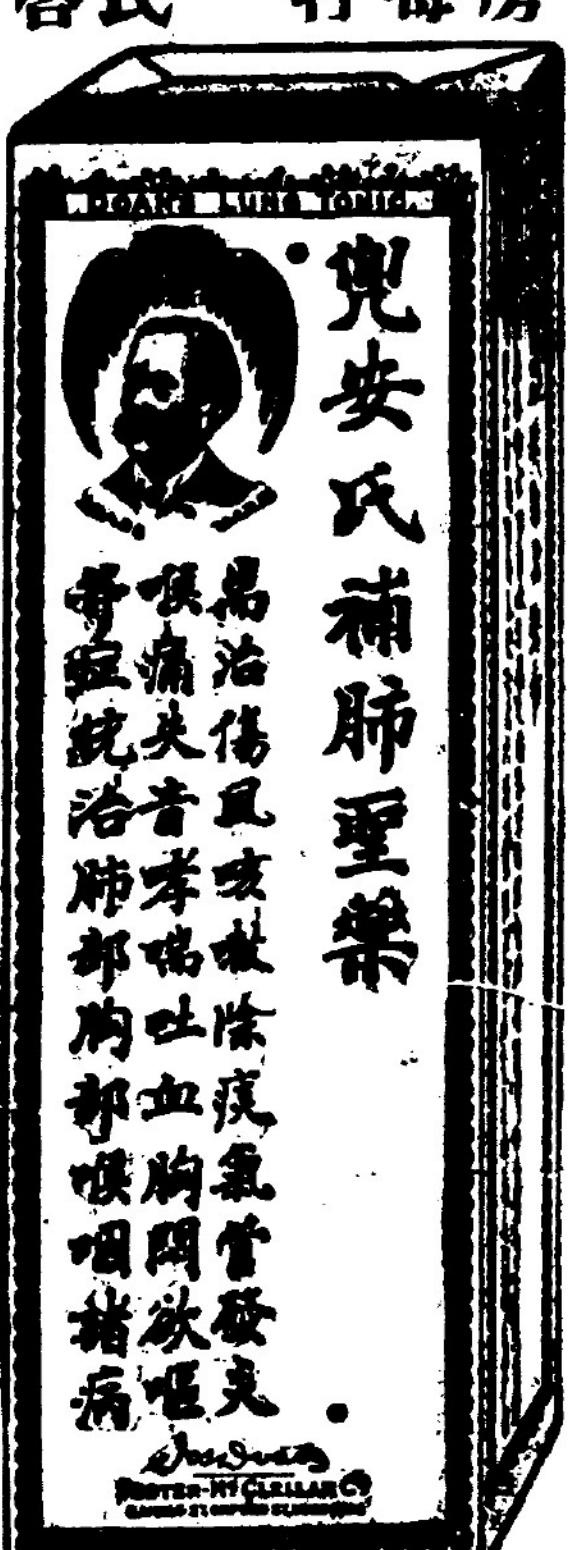 DOAN'S LUNG TONIC
兜安氏補肺聖藥
耑治傷風咳嗽除痰氣管發炎
喉痛失音哮喘吐血胸悶欲嘔
等症統治肺部胸部喉咽諸病
FOSTER-McCLELLAN Co